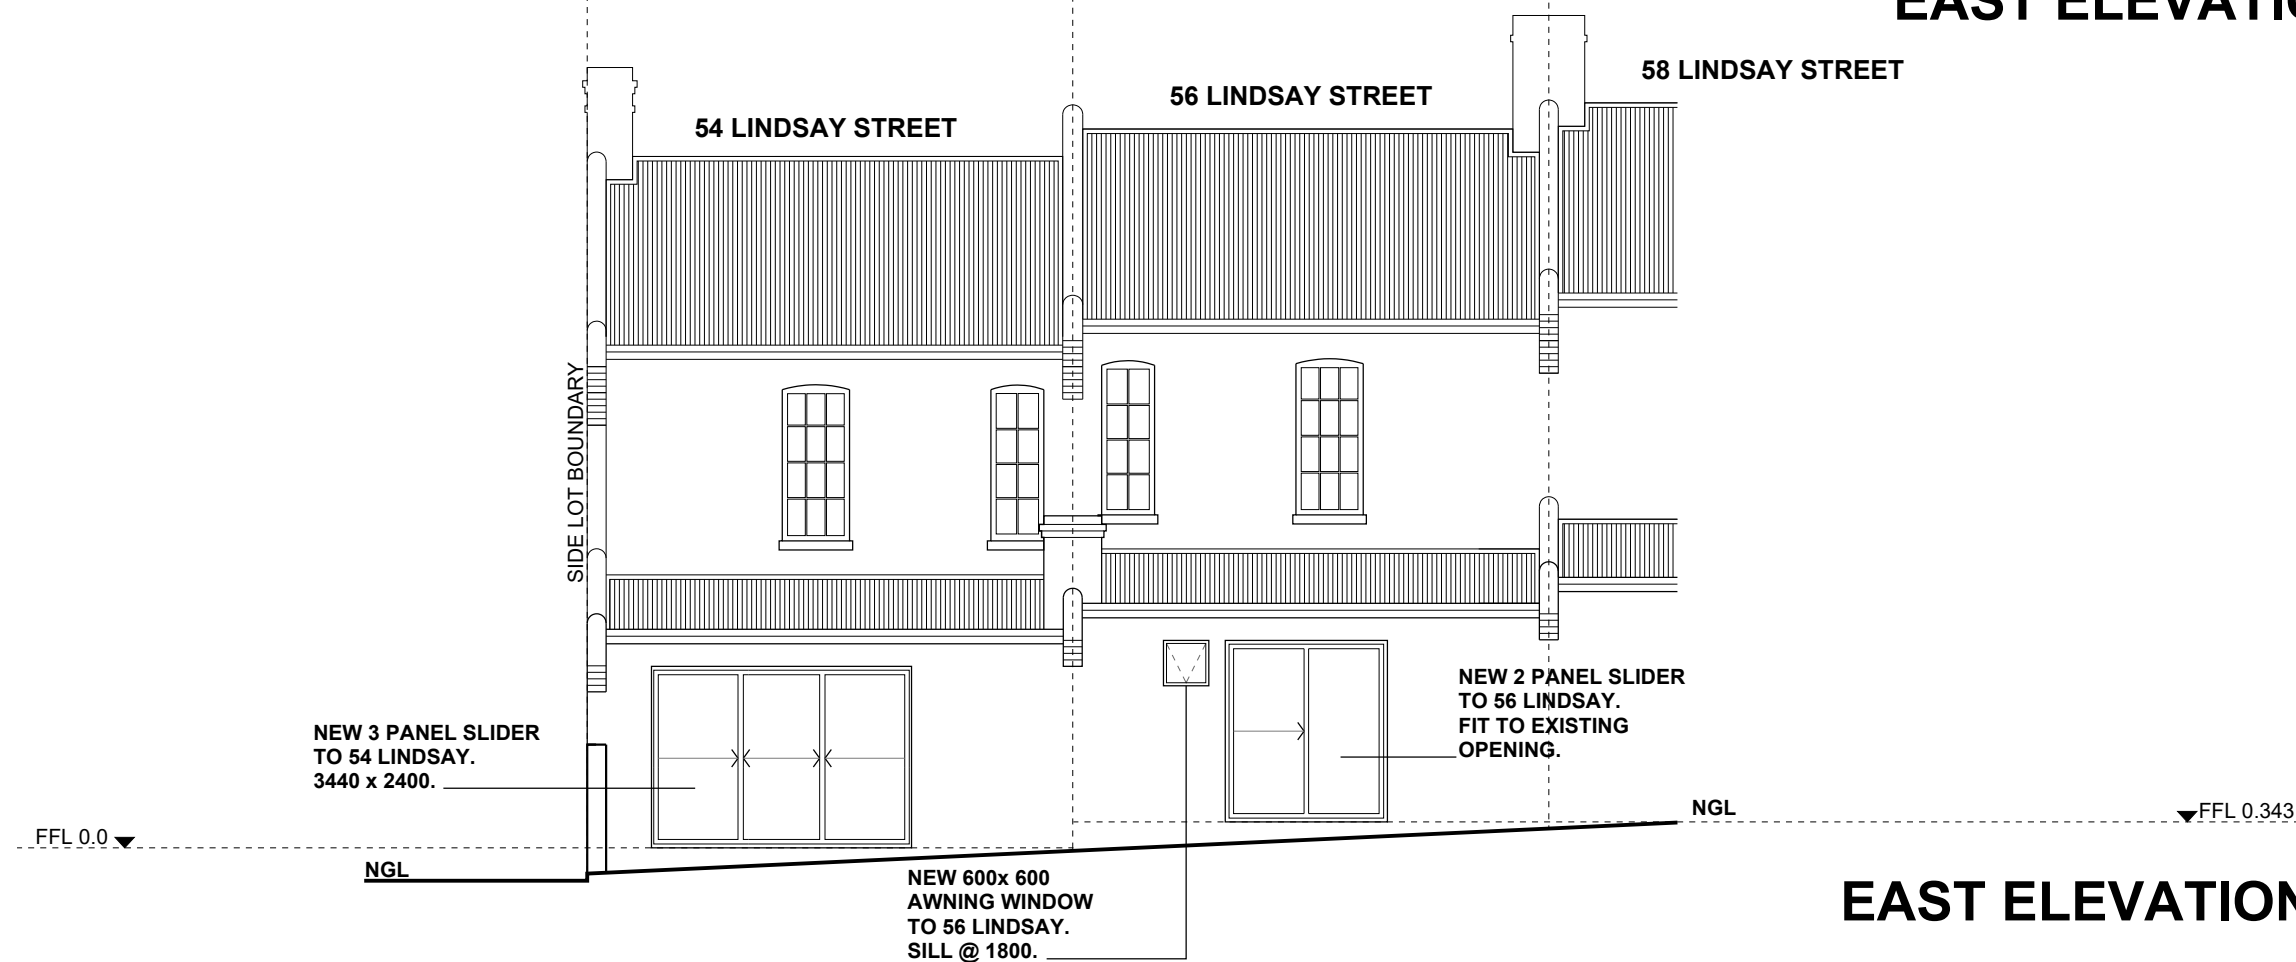 EAST ELEVATIO
58 LINDSAY STREET
56 LINDSAY STREET
54 LINDSAY STREET
SIDE LOT BOUNDARY
NEW 3 PANEL SLIDER
TO 54 LINDSAY.
3440 x 2400.
NEW 2 PANEL SLIDER
TO 56 LINDSAY.
FIT TO EXISTING
OPENING.
NGL
FFL 0.343
FFL 0.0
NGL
NEW 600x 600
AWNING WINDOW
TO 56 LINDSAY.
SILL @ 1800.
EAST ELEVATION